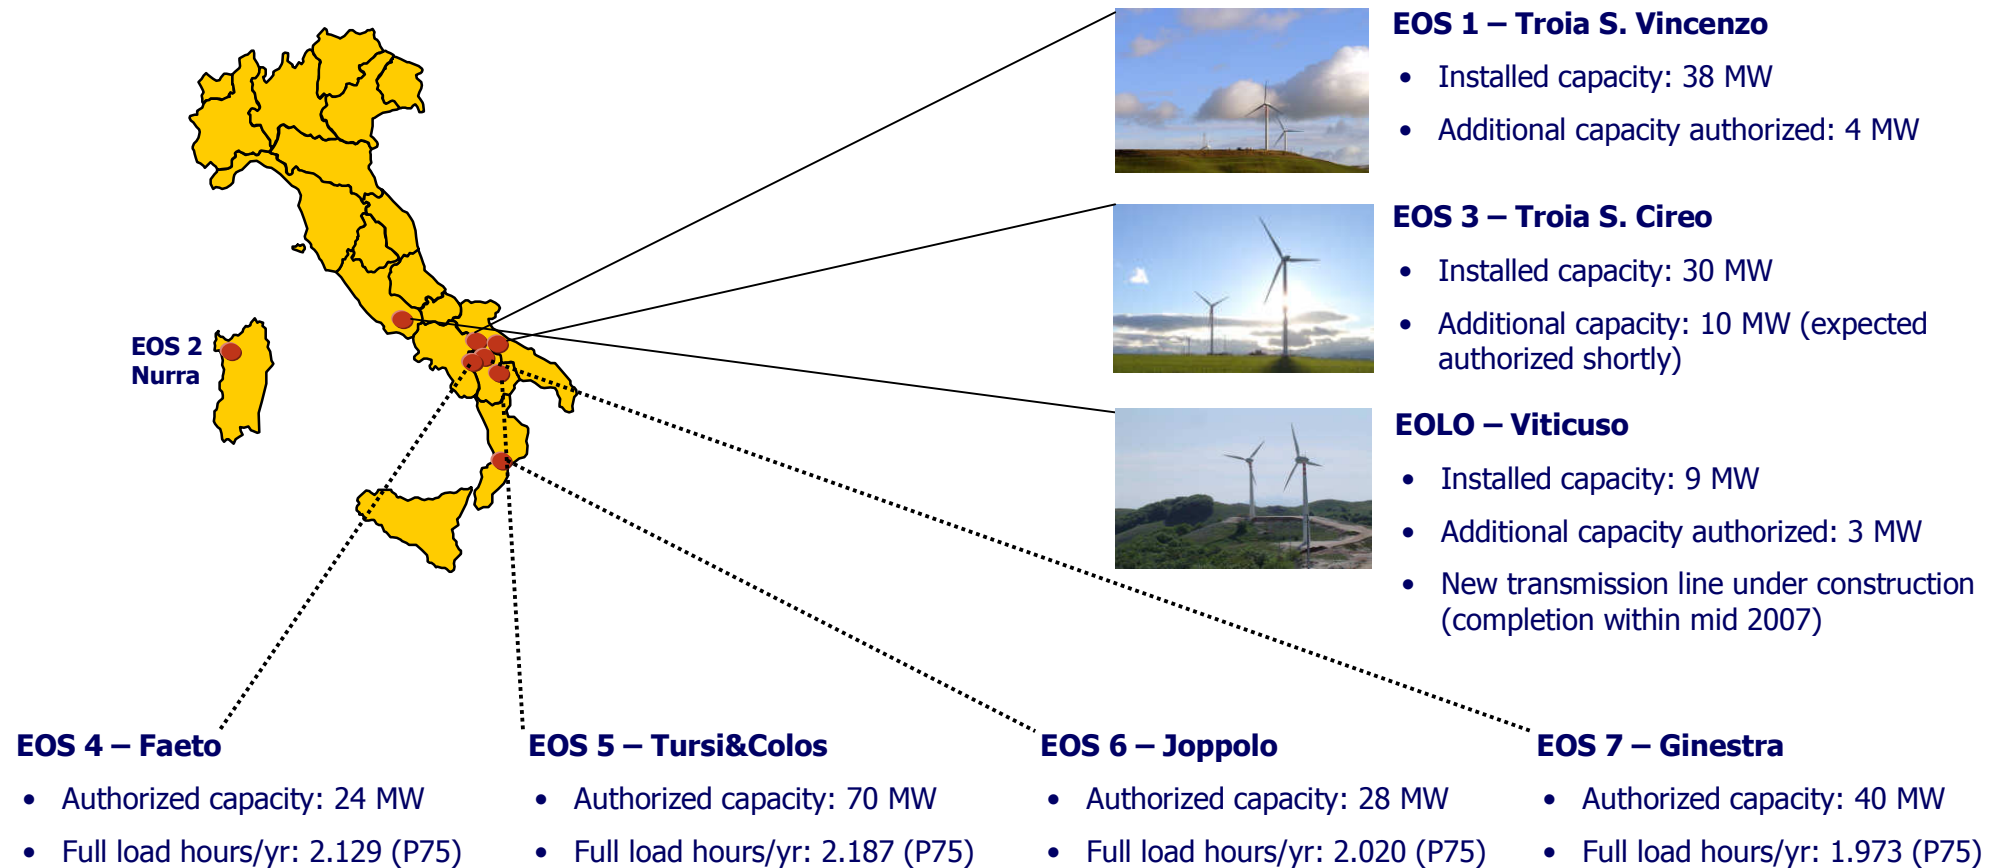 EOS 1 – Troia S. Vincenzo
• Installed capacity: 38 MW
• Additional capacity authorized: 4 MW
EOS 3 – Troia S. Cireo
• Installed capacity: 30 MW
• Additional capacity: 10 MW (expected
authorized shortly)
EOS 2
Nurra
EOLO – Viticuso
• Installed capacity: 9 MW
• Additional capacity authorized: 3 MW
• New transmission line under construction
(completion within mid 2007)
EOS 4 – Faeto
• Authorized capacity: 24 MW
• Full load hours/yr: 2.129 (P75)
EOS 5 – Tursi&Colos
• Authorized capacity: 70 MW
• Full load hours/yr: 2.187 (P75)
EOS 6 – Joppolo
• Authorized capacity: 28 MW
• Full load hours/yr: 2.020 (P75)
EOS 7 – Ginestra
• Authorized capacity: 40 MW
• Full load hours/yr: 1.973 (P75)